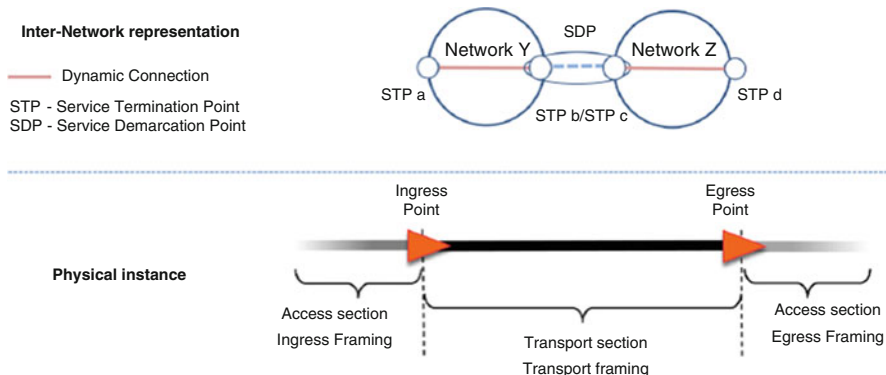 Inter-Network representation
Dynamic Connection
STP - Service Termination Point
SDP - Service Demarcation Point
SDP
Network Y
Network Z
STP a
STP b/STP c
STP d
Ingress
Point
Egress
Point
Physical instance
Access section
Ingress Framing
Transport section
Transport framing
Access section
Egress Framing